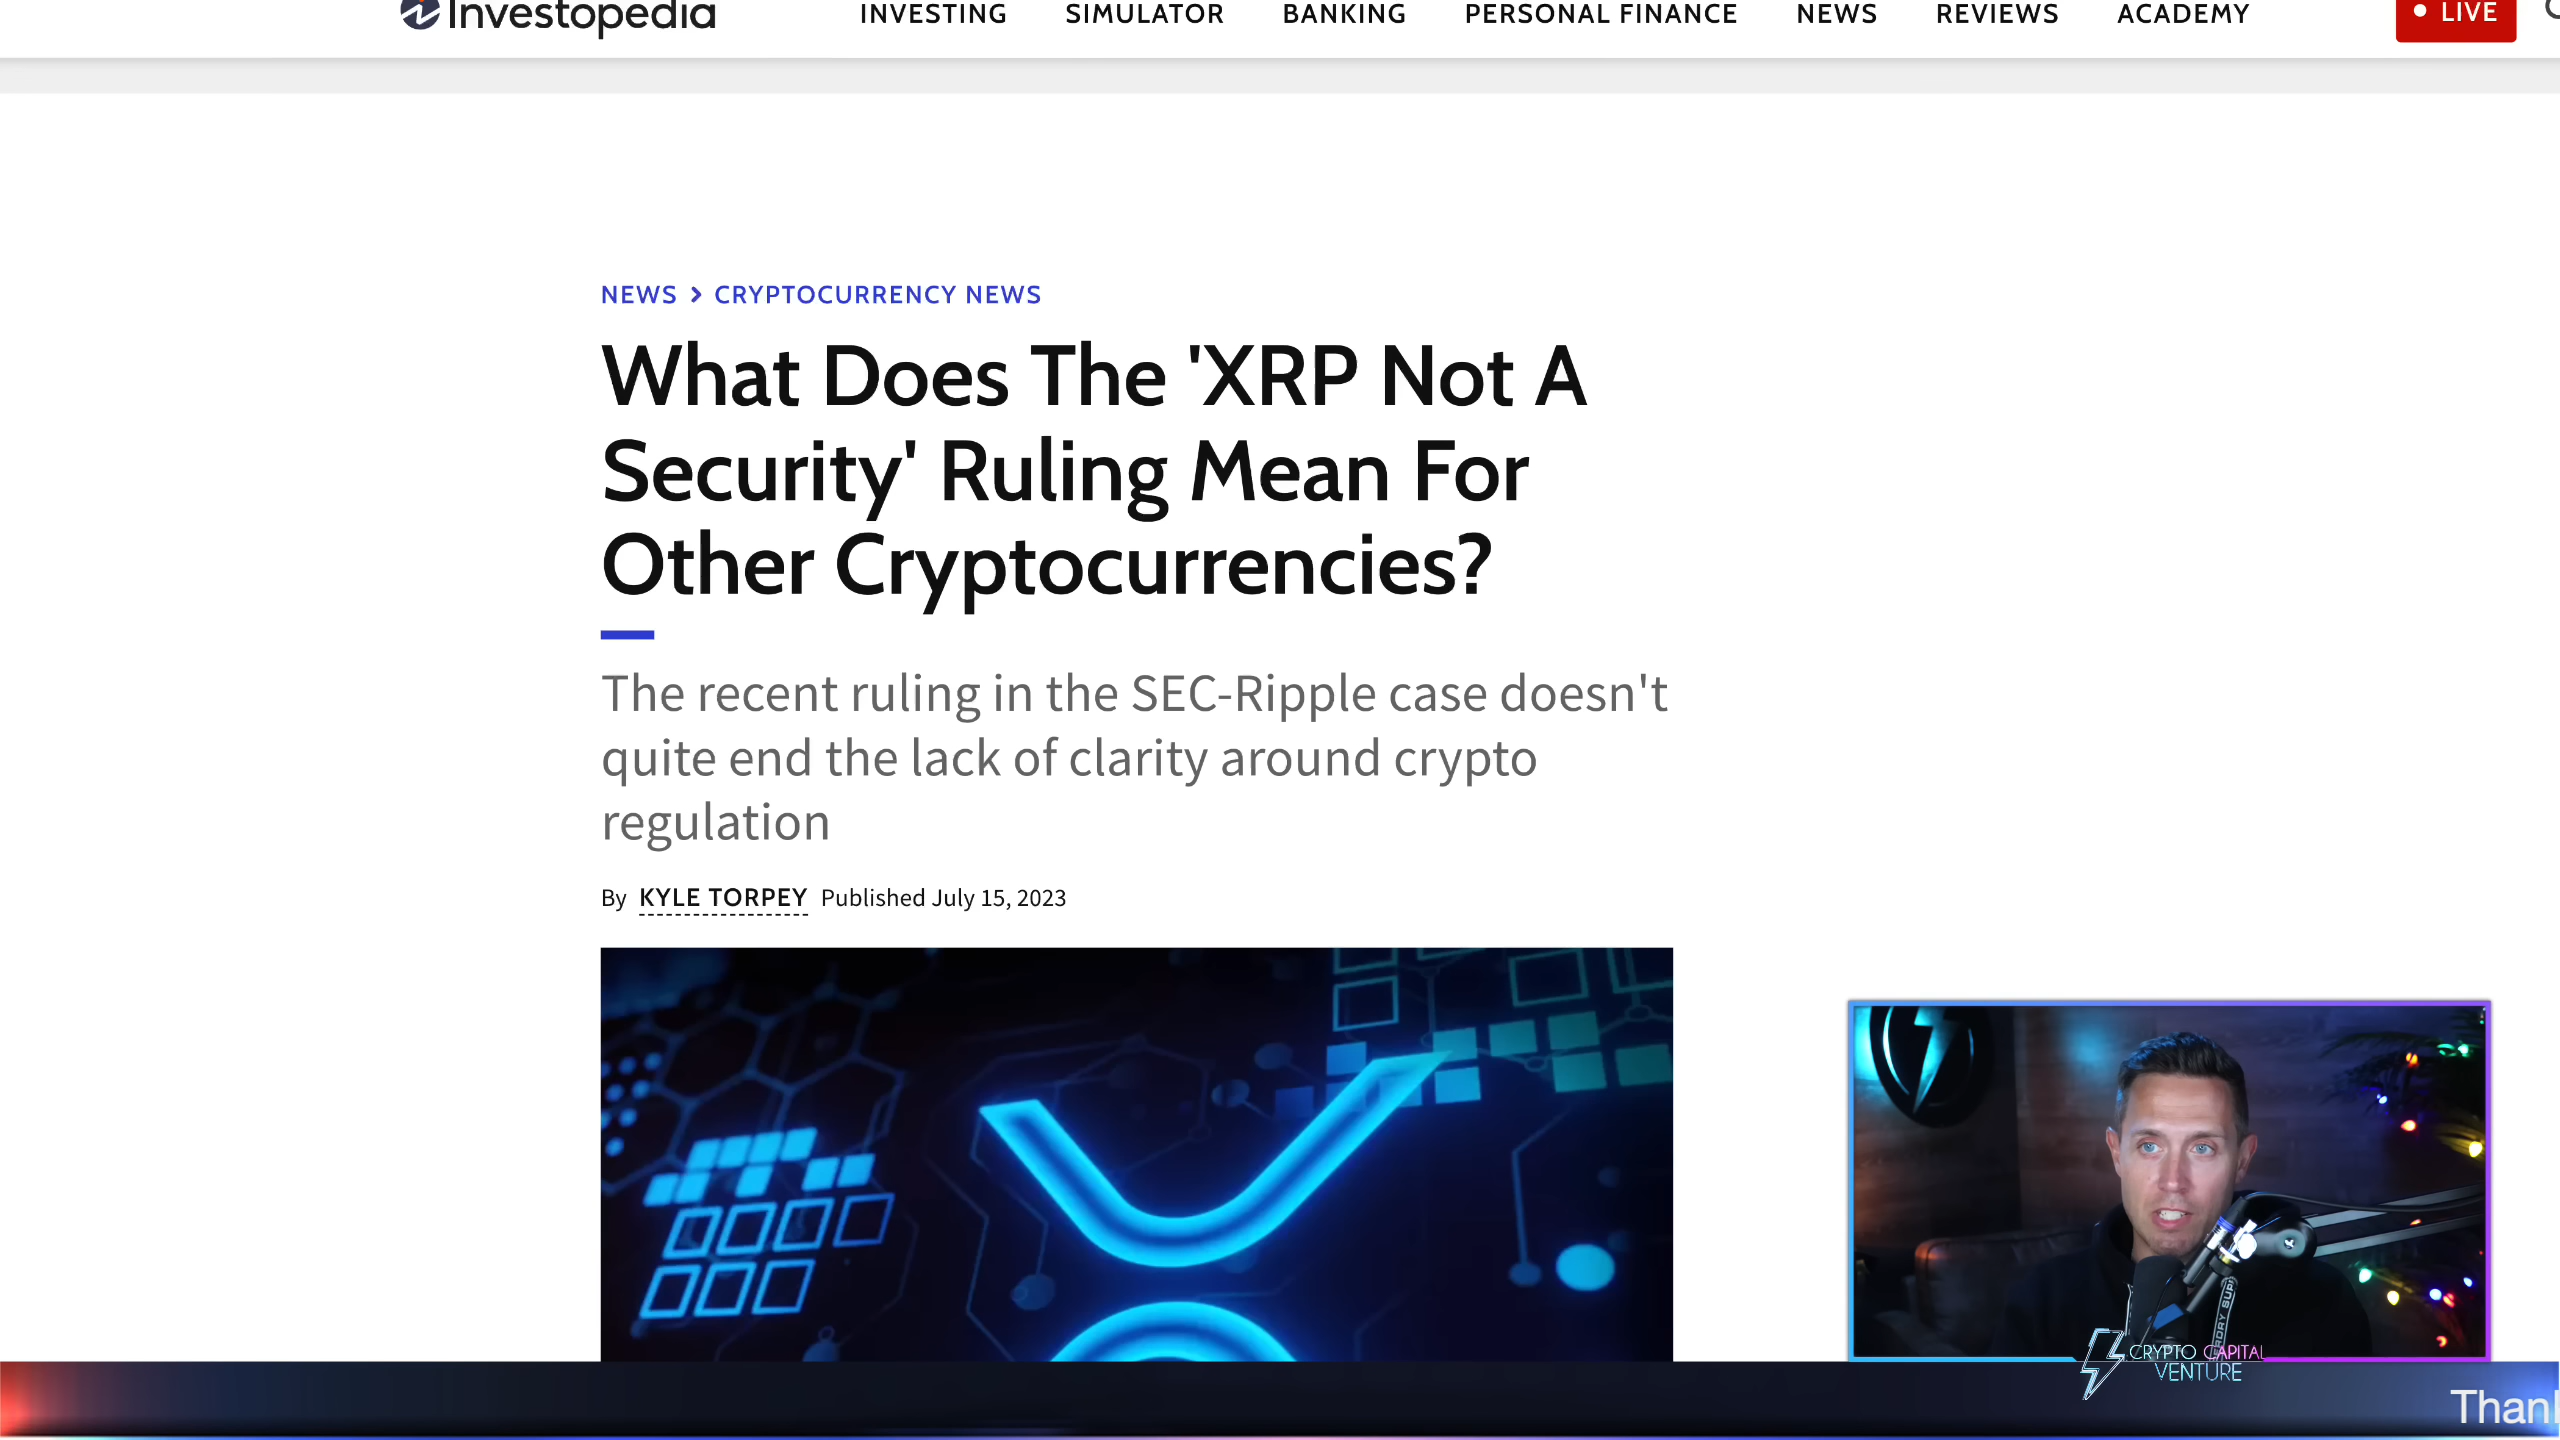 Investopedia
INVESTING SIMULATOR BANKING PERSONAL FINANCE NEWS REVIEWS ACADEMY
LIVE
NEWS > CRYPTOCURRENCY NEWS
What Does The 'XRP Not A
Security' Ruling Mean For
Other Cryptocurrencies?
The recent ruling in the SEC-Ripple case doesn't
quite end the lack of clarity around crypto
regulation
By KYLE TORPEY Published July 15, 2023
CRYPTO CAPITAL
VENTURE